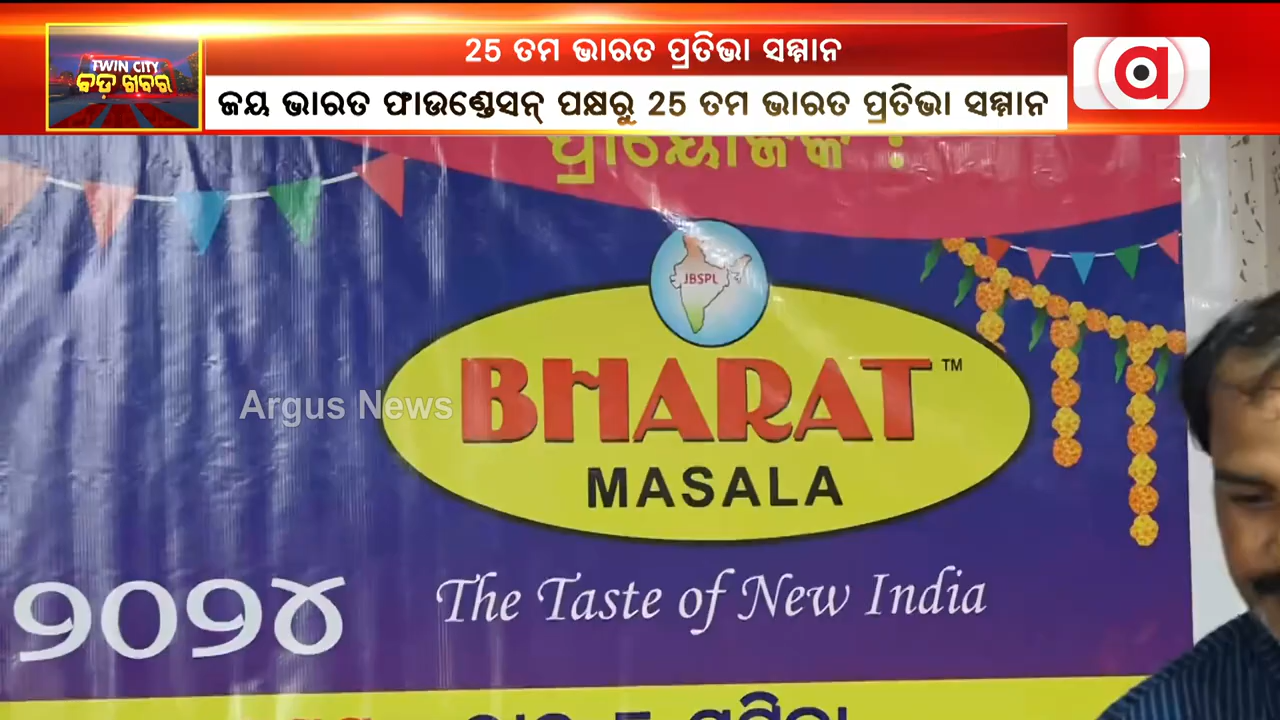 25 ତମ ଭାରତ ପ୍ରତିଭା ସମ୍ମାନ
TWIN CITY
ବଡ଼ ଖବର
ଜୟ ଭାରତ ଫାଉଣ୍ଡେସନ୍ ପକ୍ଷରୁ 25 ତମ ଭାରତ ପ୍ରତିଭା ସମ୍ମାନ
a
ପ୍ରାୟୋଜକ :
JBSPL
BHARAT™
MASALA
Argus News
The Taste of New India
୨୦୨୪